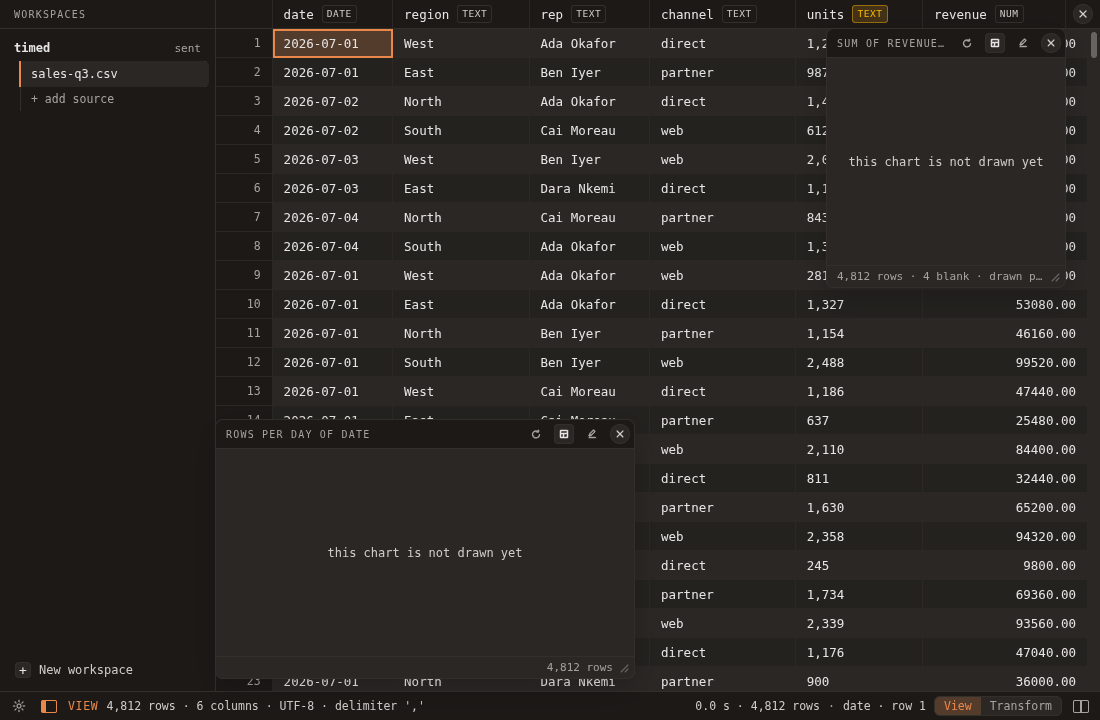 WORKSPACES
timed sent
sales-q3.csv
+ add source
+ New workspace
date DATE region TEXT rep TEXT channel TEXT units TEXT revenue NUM
1 2026-07-01 West Ada Okafor direct
2 2026-07-01 East Ben Iyer partner 987
3 2026-07-02 North Ada Okafor direct
4 2026-07-02 South Cai Moreau web 612
5 2026-07-03 West Ben Iyer web
6 2026-07-03 East Dara Nkemi direct
7 2026-07-04 North Cai Moreau partner 843
8 2026-07-04 South Ada Okafor web
9 2026-07-01 West Ada Okafor web 281
10 2026-07-01 East Ada Okafor direct 1,327 53080.00
11 2026-07-01 North Ben Iyer partner 1,154 46160.00
12 2026-07-01 South Ben Iyer web 2,488 99520.00
13 2026-07-01 West Cai Moreau direct 1,186 47440.00
14 2026-07-01 East Cai Moreau partner 637 25480.00
web 2,110 84400.00
direct 811 32440.00
partner 1,630 65200.00
web 2,358 94320.00
direct 245 9800.00
partner 1,734 69360.00
web 2,339 93560.00
direct 1,176 47040.00
23 2026-07-01 North Dara Nkemi partner 900 36000.00
SUM OF REVENUE…
this chart is not drawn yet
4,812 rows · 4 blank · drawn p…
ROWS PER DAY OF DATE
this chart is not drawn yet
4,812 rows
VIEW 4,812 rows · 6 columns · UTF-8 · delimiter ',' 0.0 s · 4,812 rows · date · row 1 View Transform